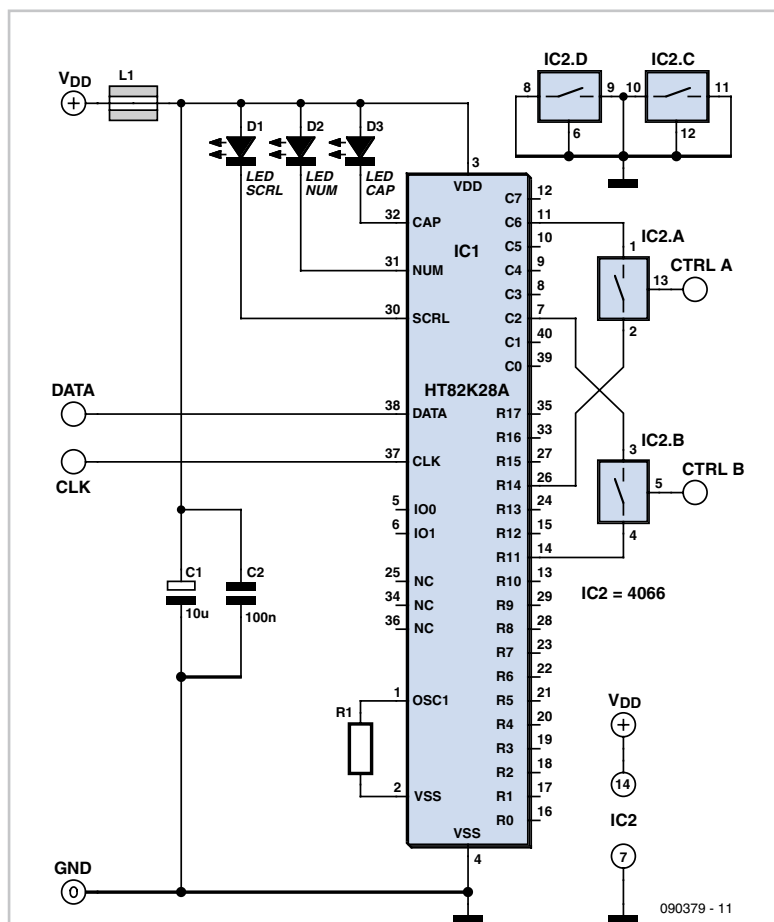 VDD
L1
D1
D2
D3
LED
SCRL
LED
NUM
LED
CAP
IC2.D
IC2.C
8
9
10
11
6
12
3
VDD
IC1
HT82K28A
32
CAP
31
NUM
30
SCRL
DATA
38
DATA
CLK
37
CLK
5
IO0
6
IO1
25
NC
34
NC
36
NC
R1
1
OSC1
2
VSS
VSS
4
C7
12
C6
11
C5
10
C4
9
C3
8
C2
7
C1
40
C0
39
R17
35
R16
33
R15
27
R14
26
R13
24
R12
15
R11
14
R10
13
R9
29
R8
28
R7
23
R6
22
R5
21
R4
20
R3
19
R2
18
R1
17
R0
16
1
IC2.A
CTRL A
13
2
3
IC2.B
CTRL B
5
4
IC2 = 4066
C1
10u
C2
100n
VDD
14
IC2
7
GND
0
090379 - 11